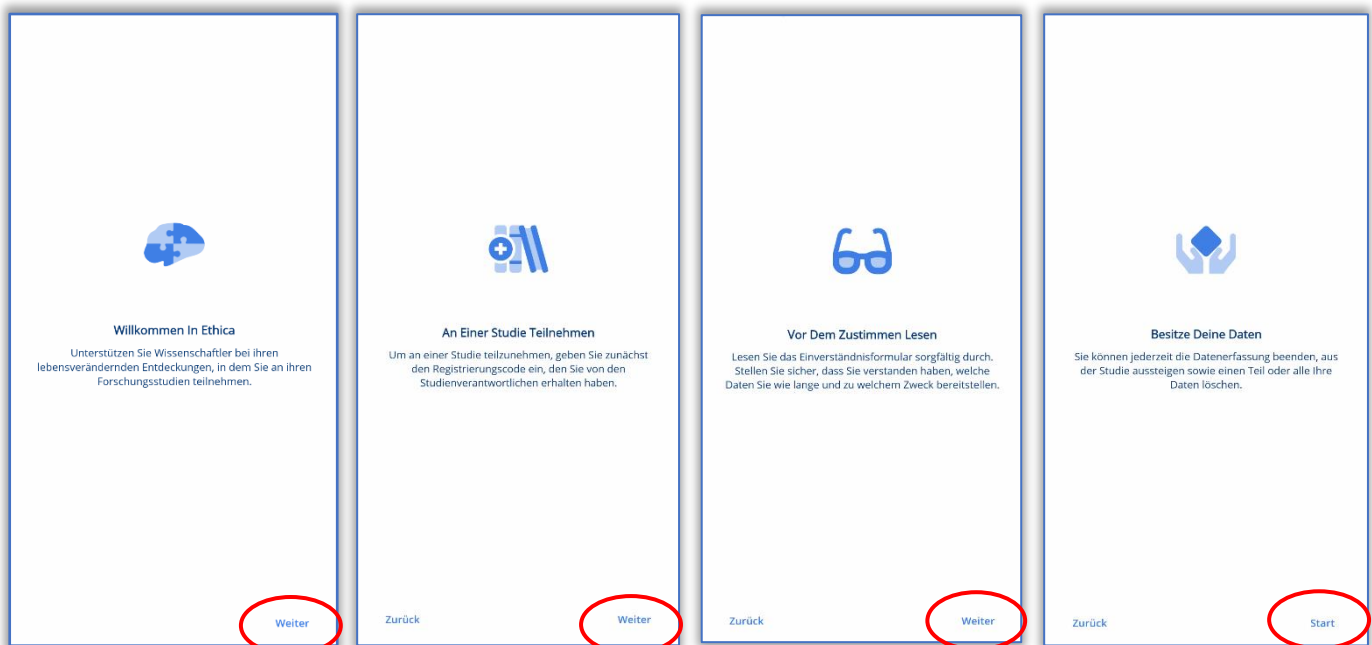 Willkommen In Ethica
Unterstützen Sie Wissenschaftler bei ihren
lebensverändernden Entdeckungen, in dem Sie an ihren
Forschungsstudien teilnehmen.
Weiter
An Einer Studie Teilnehmen
Um an einer Studie teilzunehmen, geben Sie zunächst
den Registrierungscode ein, den Sie von den
Studienverantwortlichen erhalten haben.
Zurück
Weiter
Vor Dem Zustimmen Lesen
Lesen Sie das Einverständnisformular sorgfältig durch.
Stellen Sie sicher, dass Sie verstanden haben, welche
Daten Sie wie lange und zu welchem Zweck bereitstellen.
Zurück
Weiter
Besitze Deine Daten
Sie können jederzeit die Datenerfassung beenden, aus
der Studie aussteigen sowie einen Teil oder alle Ihre
Daten löschen.
Zurück
Start